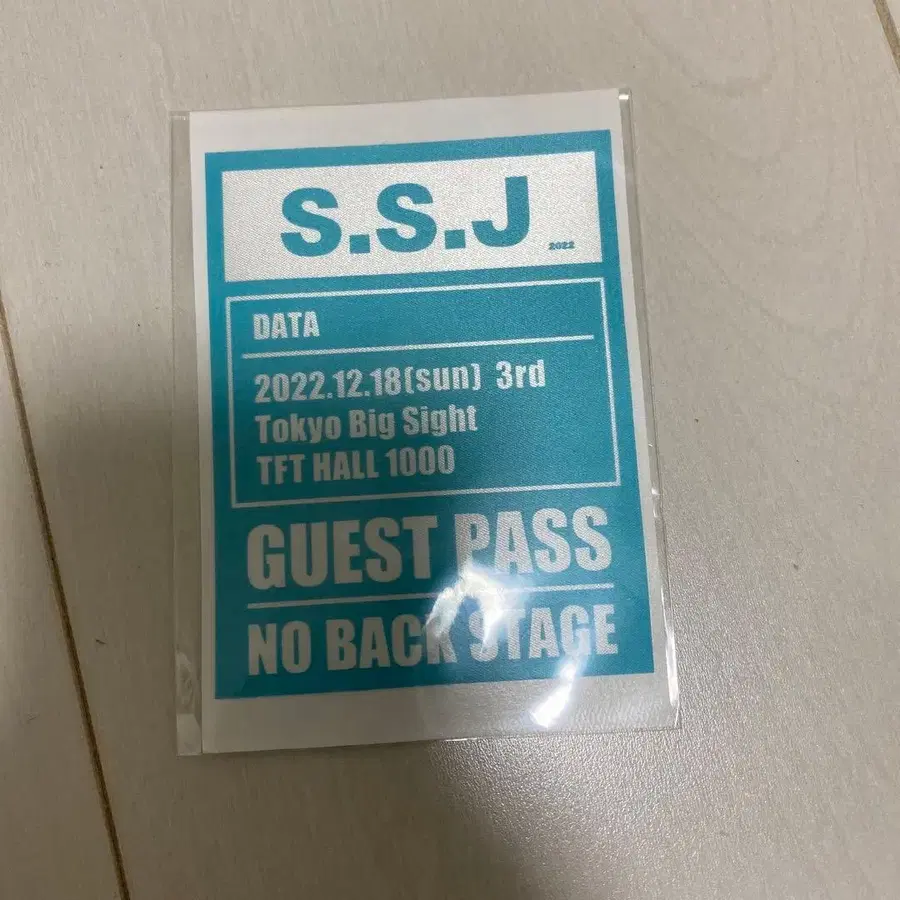 S.S.J 2022
DATA
2022.12.18(sun) 3rd
Tokyo Big Sight
TFT HALL 1000
GUEST PASS
NO BACK STAGE